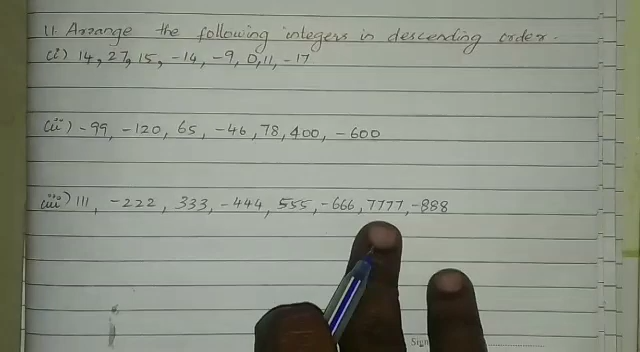 11. Arrange the following integers in descending order.
(i) 14, 27, 15, -14, -9, 0, 11, -17
(ii) -99, -120, 65, -46, 78, 400, -600
(iii) 111, -222, 333, -444, 555, -666, 7777, -888
Sign